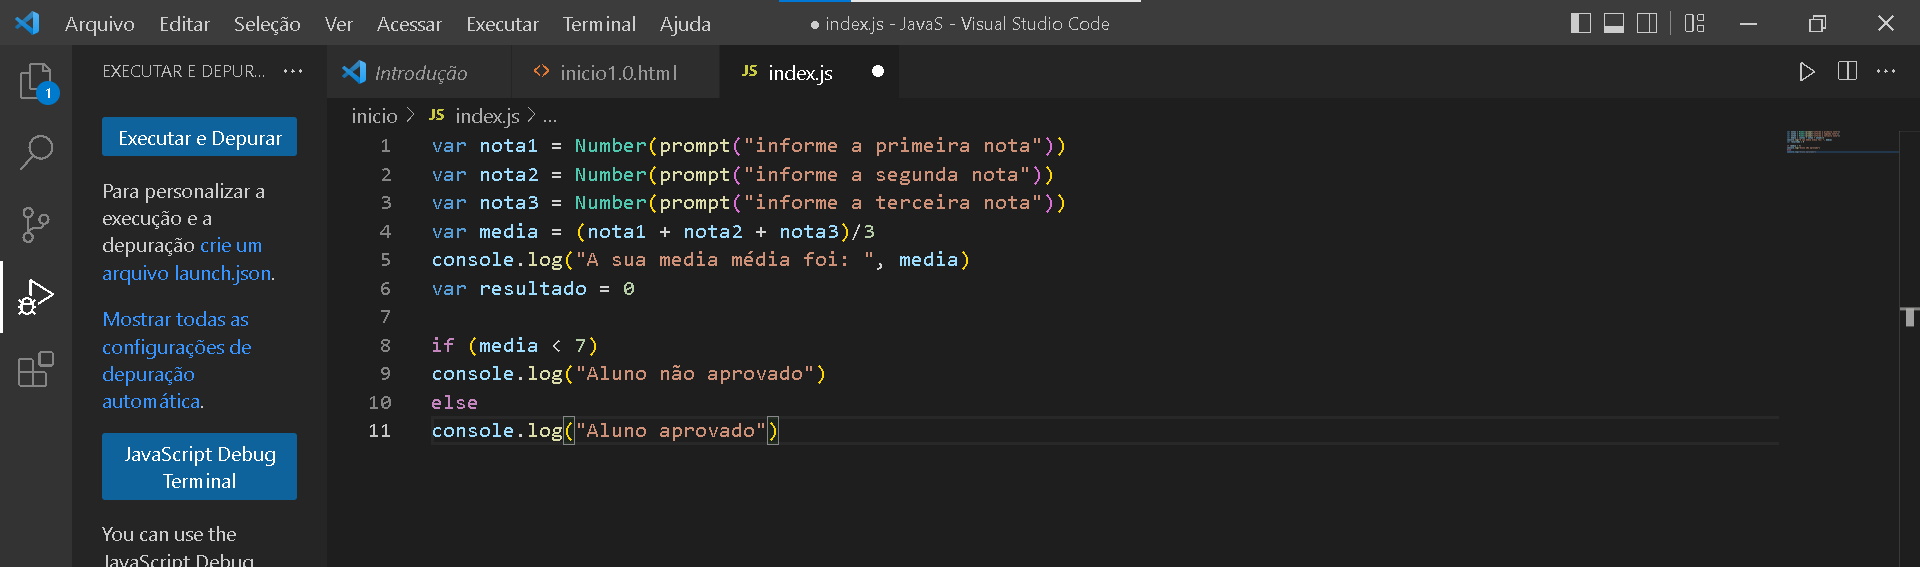 Arquivo Editar Seleção Ver Acessar Executar Terminal Ajuda
● index.js - JavaS - Visual Studio Code
EXECUTAR E DEPUR... ···
Introdução
<> inicio1.0.html
JS index.js ●
1
Executar e Depurar
Para personalizar a
execução e a
depuração crie um
arquivo launch.json.
Mostrar todas as
configurações de
depuração
automática.
JavaScript Debug
Terminal
You can use the
JavaScript Debug
inicio > JS index.js > ...
1 var nota1 = Number(prompt("informe a primeira nota"))
2 var nota2 = Number(prompt("informe a segunda nota"))
3 var nota3 = Number(prompt("informe a terceira nota"))
4 var media = (nota1 + nota2 + nota3)/3
5 console.log("A sua media média foi: ", media)
6 var resultado = 0
7
8 if (media < 7)
9 console.log("Aluno não aprovado")
10 else
11 console.log("Aluno aprovado")